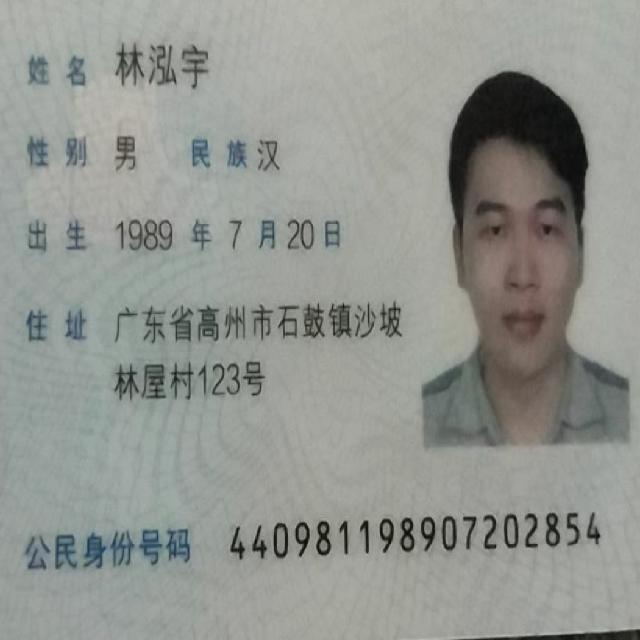 姓名 林泓宇
性别 男 民族 汉
出生 1989 年 7 月 20 日
住址 广东省高州市石鼓镇沙坡
林屋村123号
公民身份号码 440981198907202854